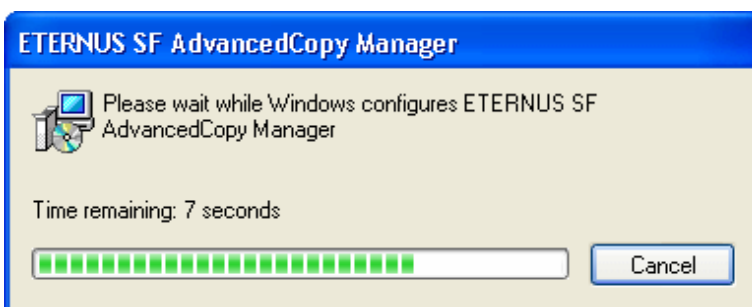 ETERNUS SF AdvancedCopy Manager
Please wait while Windows configures ETERNUS SF
AdvancedCopy Manager
Time remaining: 7 seconds
Cancel